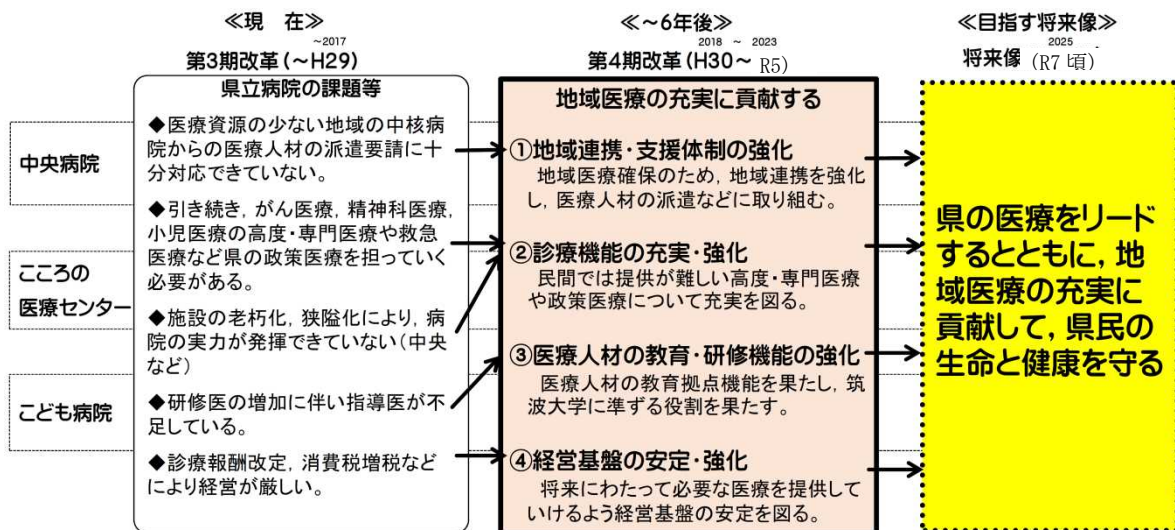 ≪現　在≫
～2017
第3期改革(～H29)
≪～6年後≫
2018 ～ 2023
第4期改革(H30～ R5)
≪目指す将来像≫
2025
将来像 (R7頃)
中央病院
こころの
医療センター
こども病院
県立病院の課題等
◆医療資源の少ない地域の中核病
院からの医療人材の派遣要請に十
分対応できていない。
◆引き続き，がん医療，精神科医療，
小児医療の高度・専門医療や救急
医療など県の政策医療を担っていく
必要がある。
◆施設の老朽化，狭隘化により，病
院の実力が発揮できていない(中央
など)
◆研修医の増加に伴い指導医が不
足している。
◆診療報酬改定，消費税増税など
により経営が厳しい。
地域医療の充実に貢献する
①地域連携・支援体制の強化
地域医療確保のため，地域連携を強化
し，医療人材の派遣などに取り組む。
②診療機能の充実・強化
民間では提供が難しい高度・専門医療
や政策医療について充実を図る。
③医療人材の教育・研修機能の強化
医療人材の教育拠点機能を果たし，筑
波大学に準ずる役割を果たす。
④経営基盤の安定・強化
将来にわたって必要な医療を提供して
いけるよう経営基盤の安定を図る。
県の医療をリード
するとともに，地
域医療の充実に
貢献して，県民の
生命と健康を守る